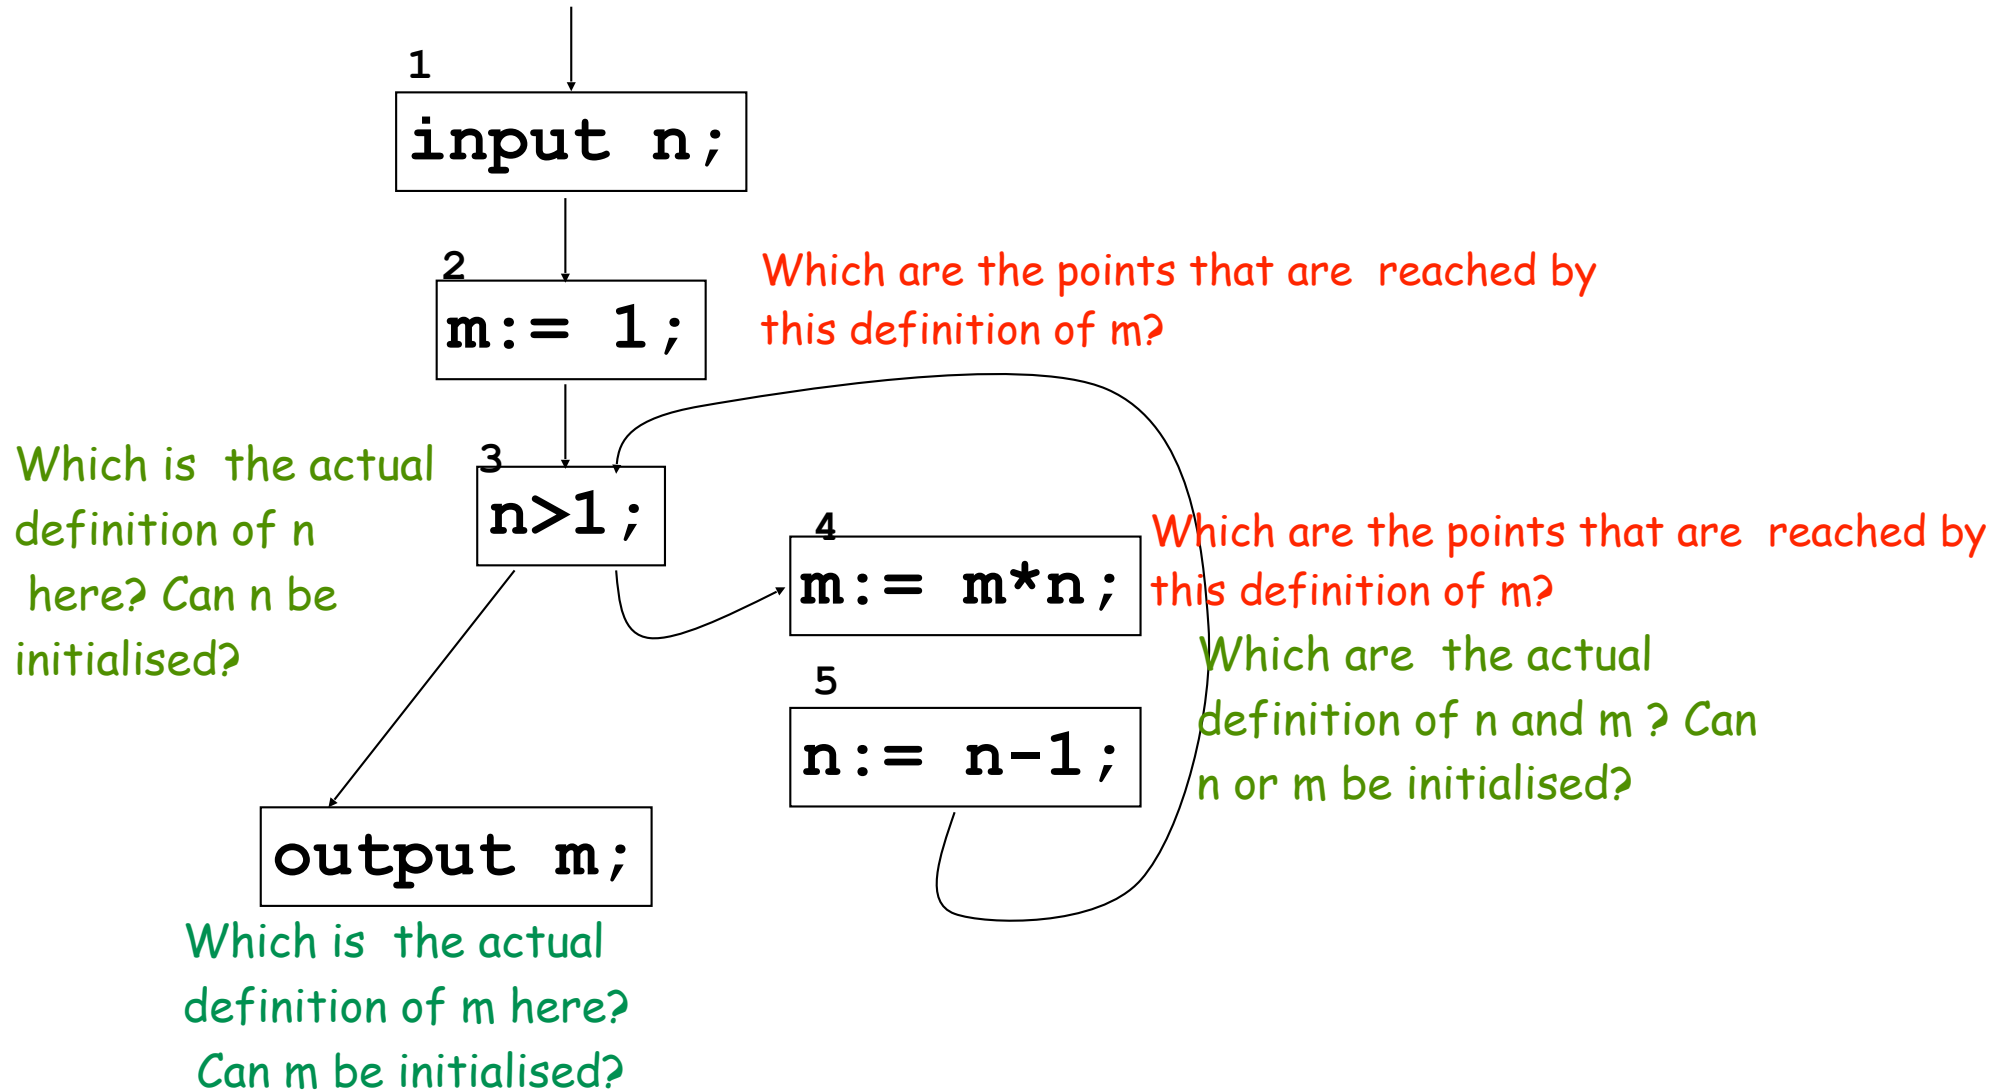 1
input n;
2
m:= 1;
Which are the points that are reached by
this definition of m?
3
n>1;
Which is the actual
definition of n
here? Can n be
initialised?
4
m:= m*n;
Which are the points that are reached by
this definition of m?
5
n:= n-1;
Which are the actual
definition of n and m ? Can
n or m be initialised?
output m;
Which is the actual
definition of m here?
Can m be initialised?